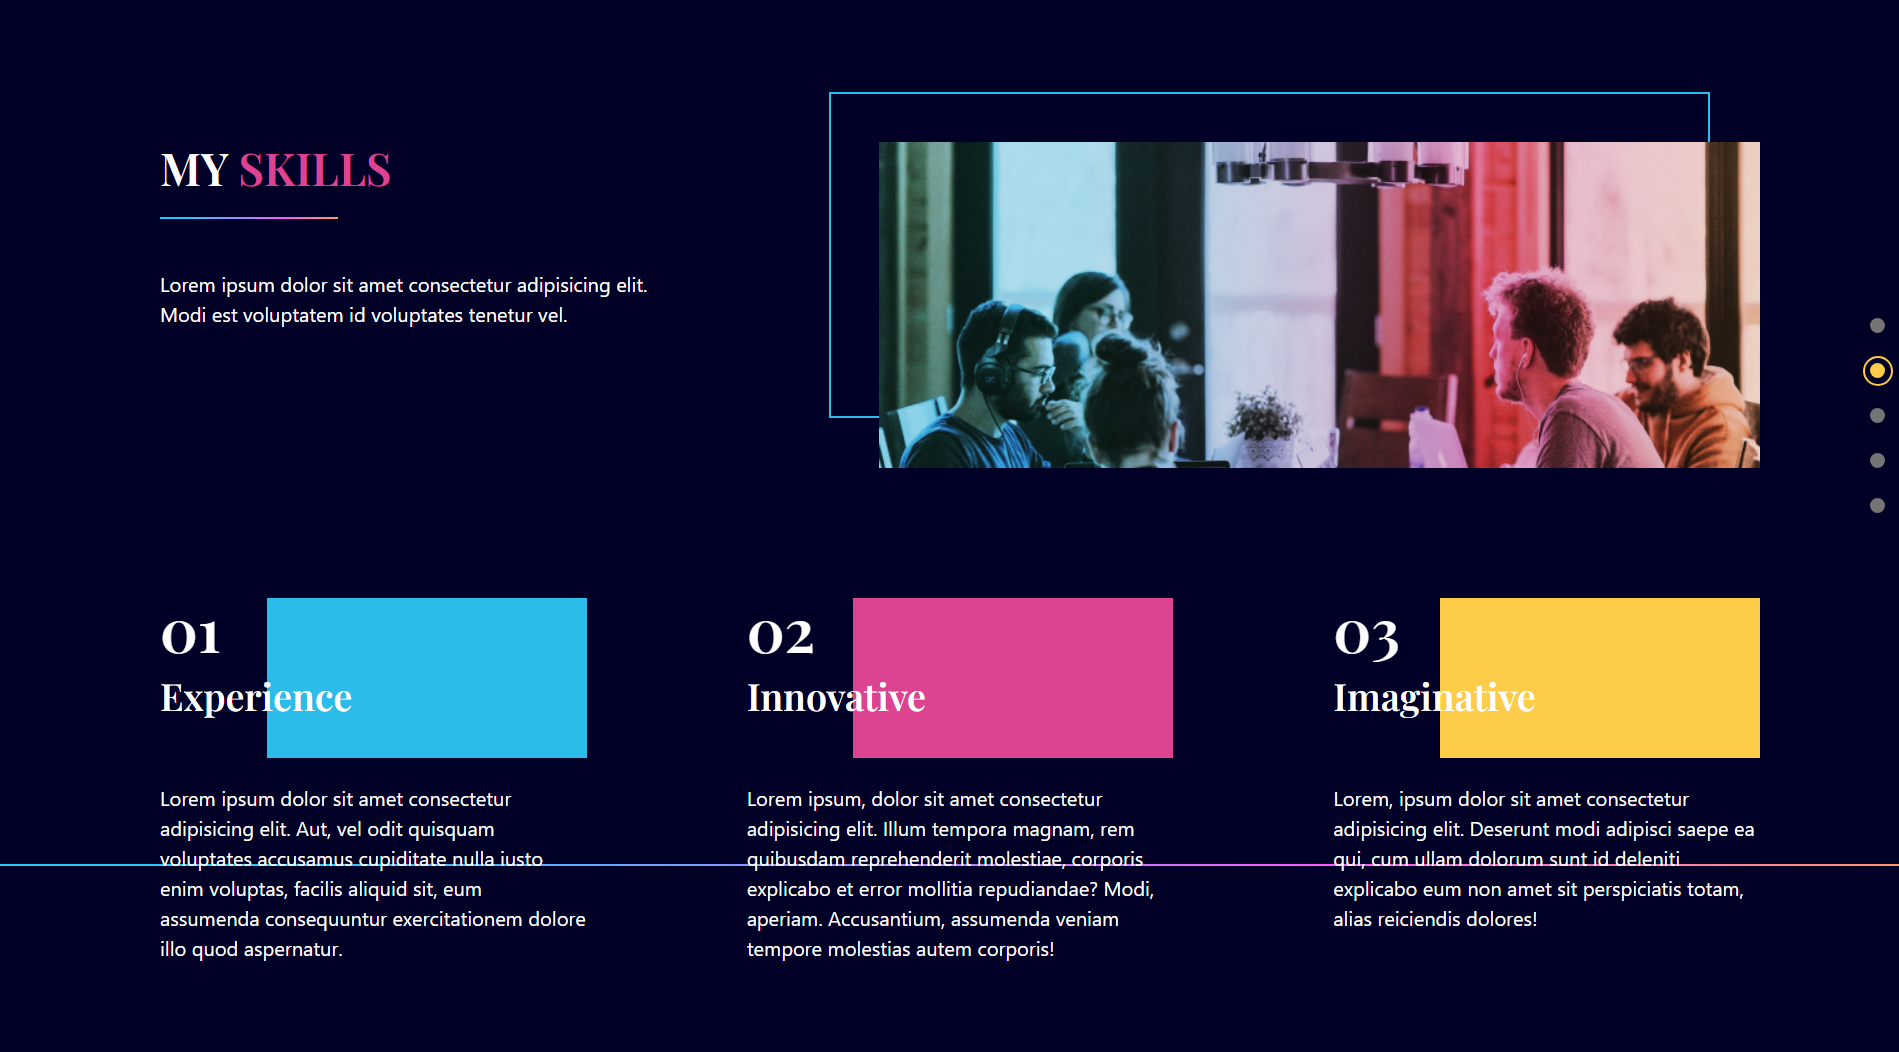 MY SKILLS
Lorem ipsum dolor sit amet consectetur adipisicing elit.
Modi est voluptatem id voluptates tenetur vel.
01
Experience
Lorem ipsum dolor sit amet consectetur
adipisicing elit. Aut, vel odit quisquam
voluptates accusamus cupiditate nulla iusto
enim voluptas, facilis aliquid sit, eum
assumenda consequuntur exercitationem dolore
illo quod aspernatur.
02
Innovative
Lorem ipsum, dolor sit amet consectetur
adipisicing elit. Illum tempora magnam, rem
quibusdam reprehenderit molestiae, corporis
explicabo et error mollitia repudiandae? Modi,
aperiam. Accusantium, assumenda veniam
tempore molestias autem corporis!
03
Imaginative
Lorem, ipsum dolor sit amet consectetur
adipisicing elit. Deserunt modi adipisci saepe ea
qui, cum ullam dolorum sunt id deleniti
explicabo eum non amet sit perspiciatis totam,
alias reiciendis dolores!